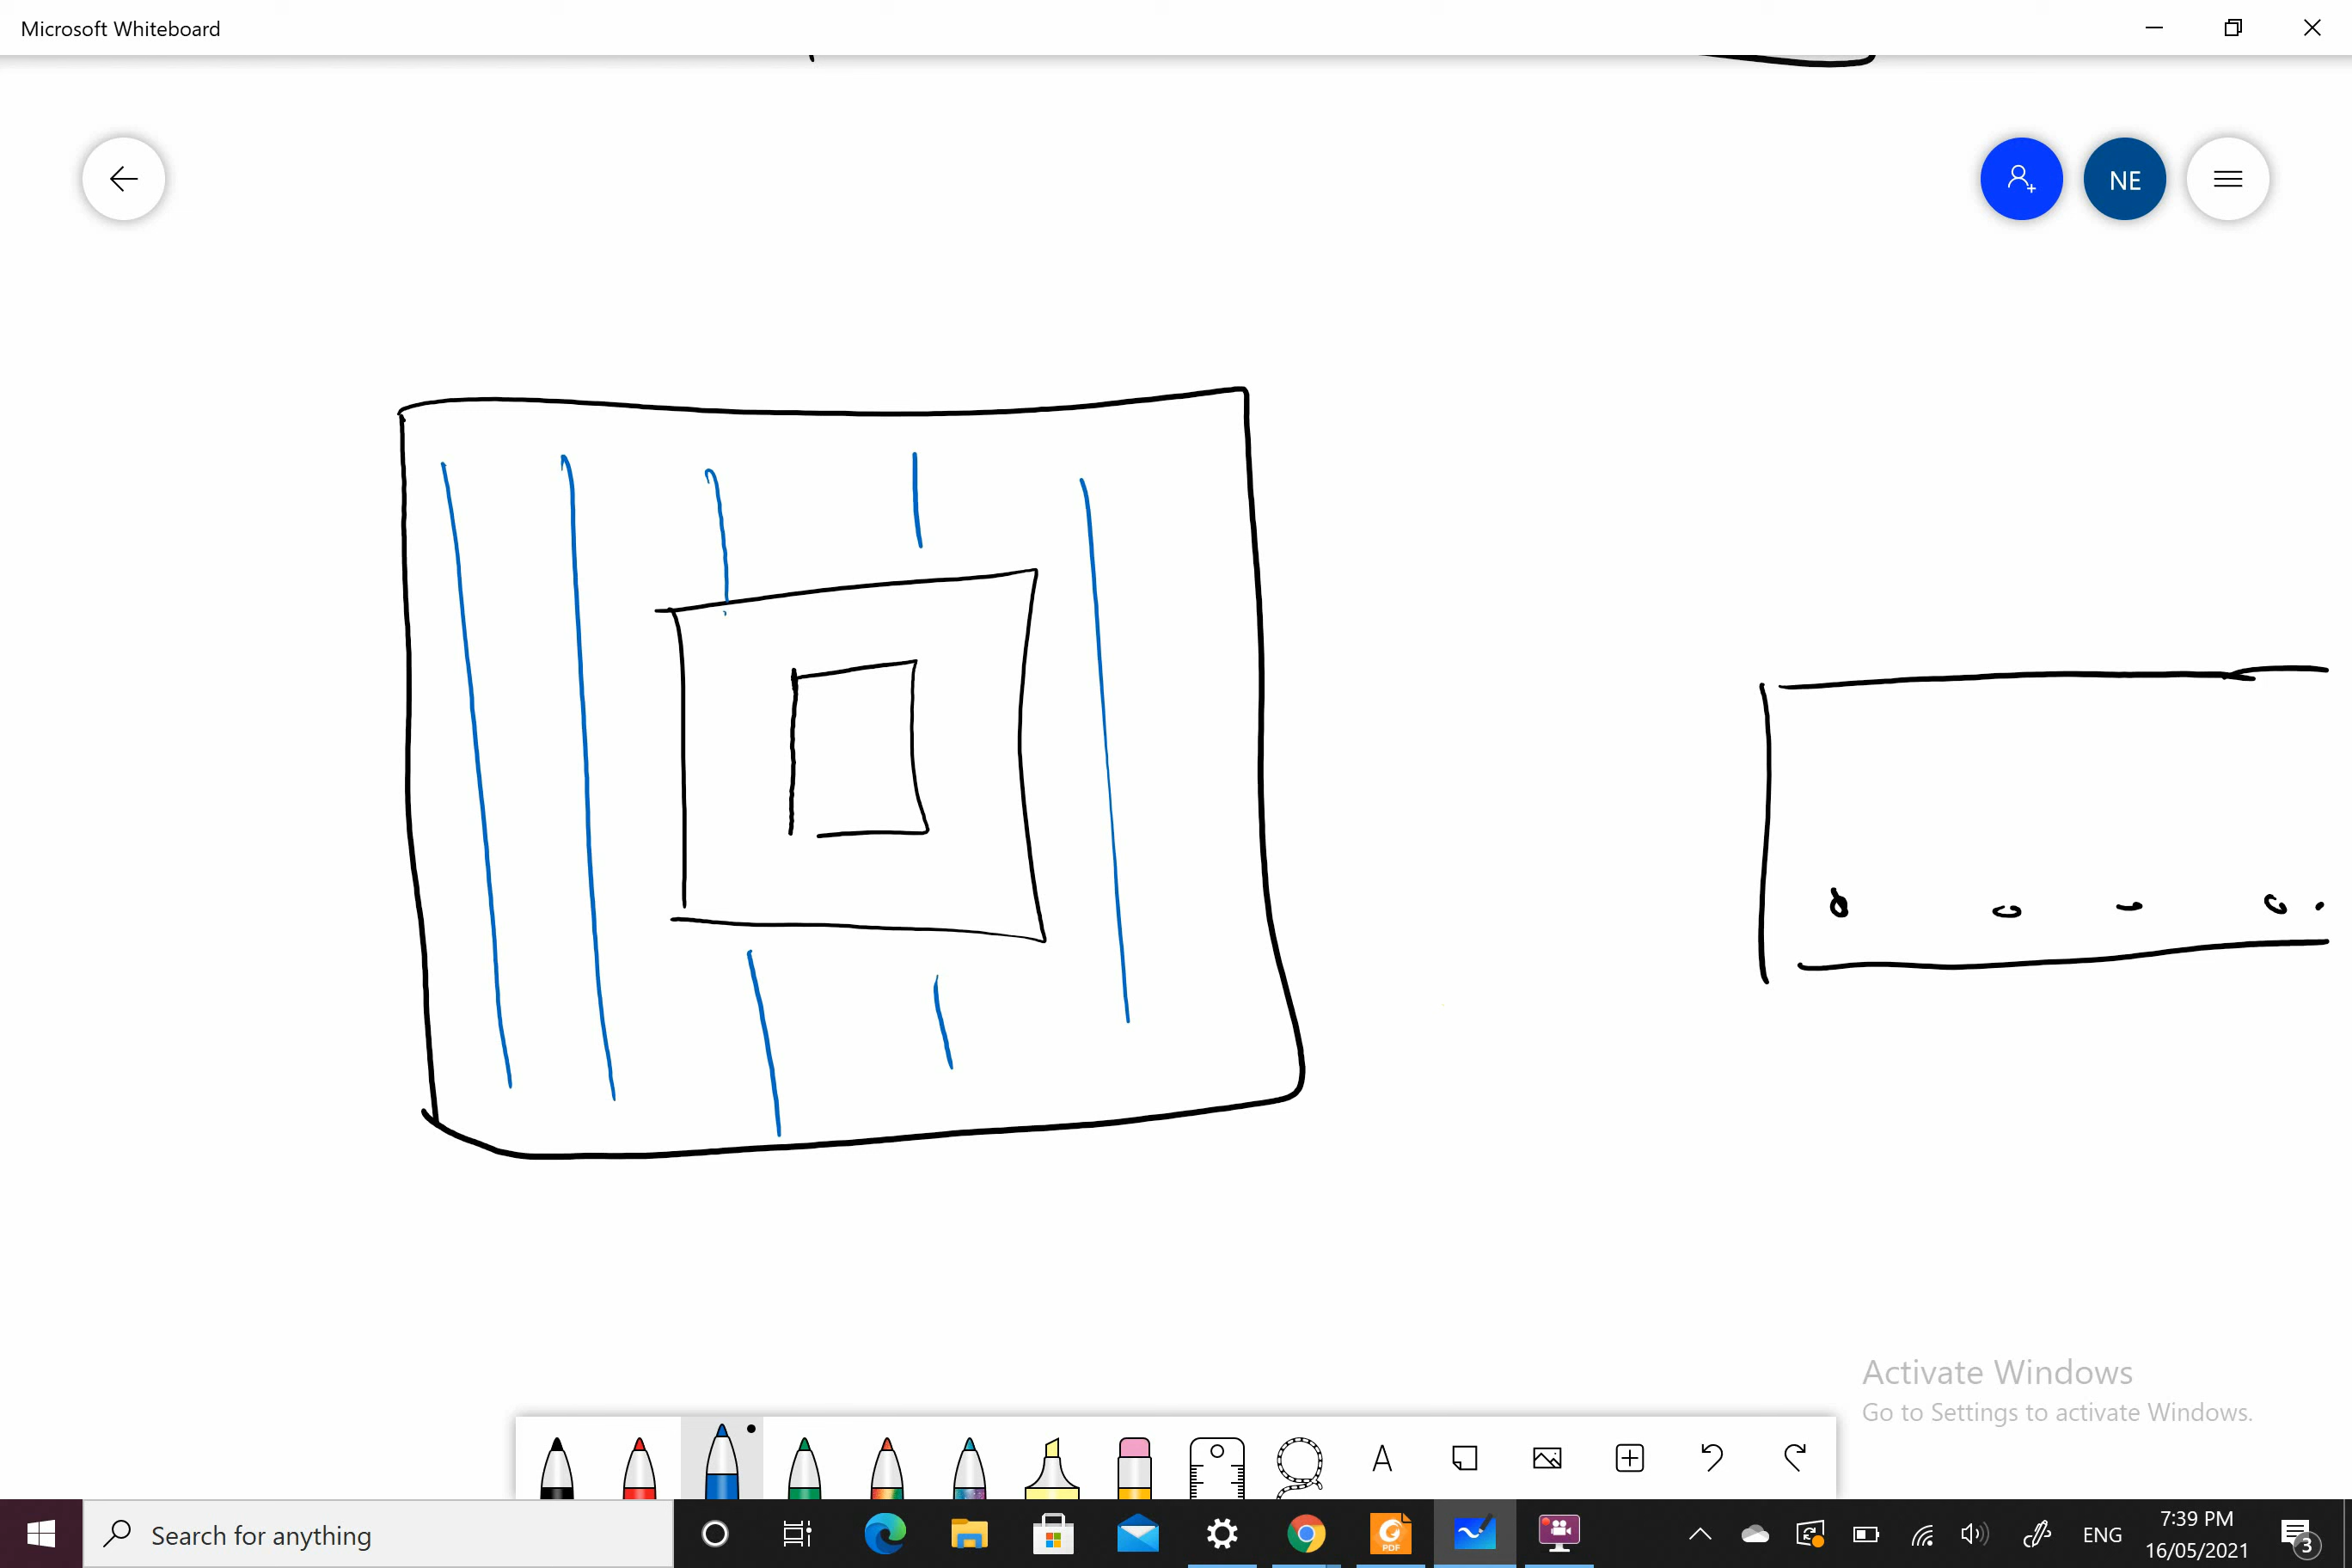 Microsoft Whiteboard
NE
Activate Windows
Go to Settings to activate Windows.
A
Search for anything
PDF
ENG
7:39 PM
16/05/2021
3